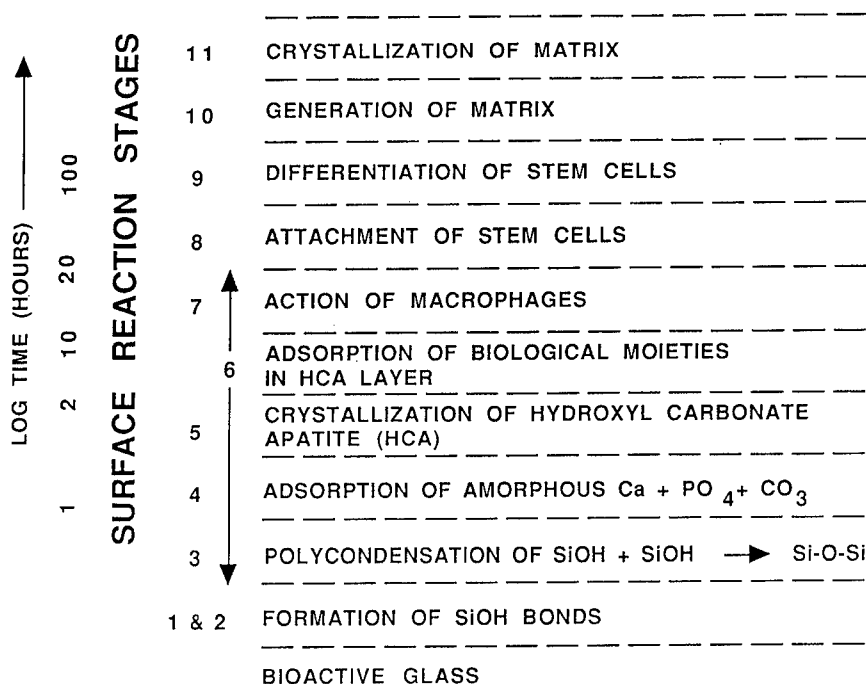 LOG TIME (HOURS)
1
2
10
20
100
SURFACE REACTION STAGES
11 CRYSTALLIZATION OF MATRIX
10 GENERATION OF MATRIX
9 DIFFERENTIATION OF STEM CELLS
8 ATTACHMENT OF STEM CELLS
7 ACTION OF MACROPHAGES
6 ADSORPTION OF BIOLOGICAL MOIETIES
IN HCA LAYER
5 CRYSTALLIZATION OF HYDROXYL CARBONATE
APATITE (HCA)
4 ADSORPTION OF AMORPHOUS Ca + PO4 + CO3
3 POLYCONDENSATION OF SiOH + SiOH → Si-O-Si
1 & 2 FORMATION OF SiOH BONDS
BIOACTIVE GLASS